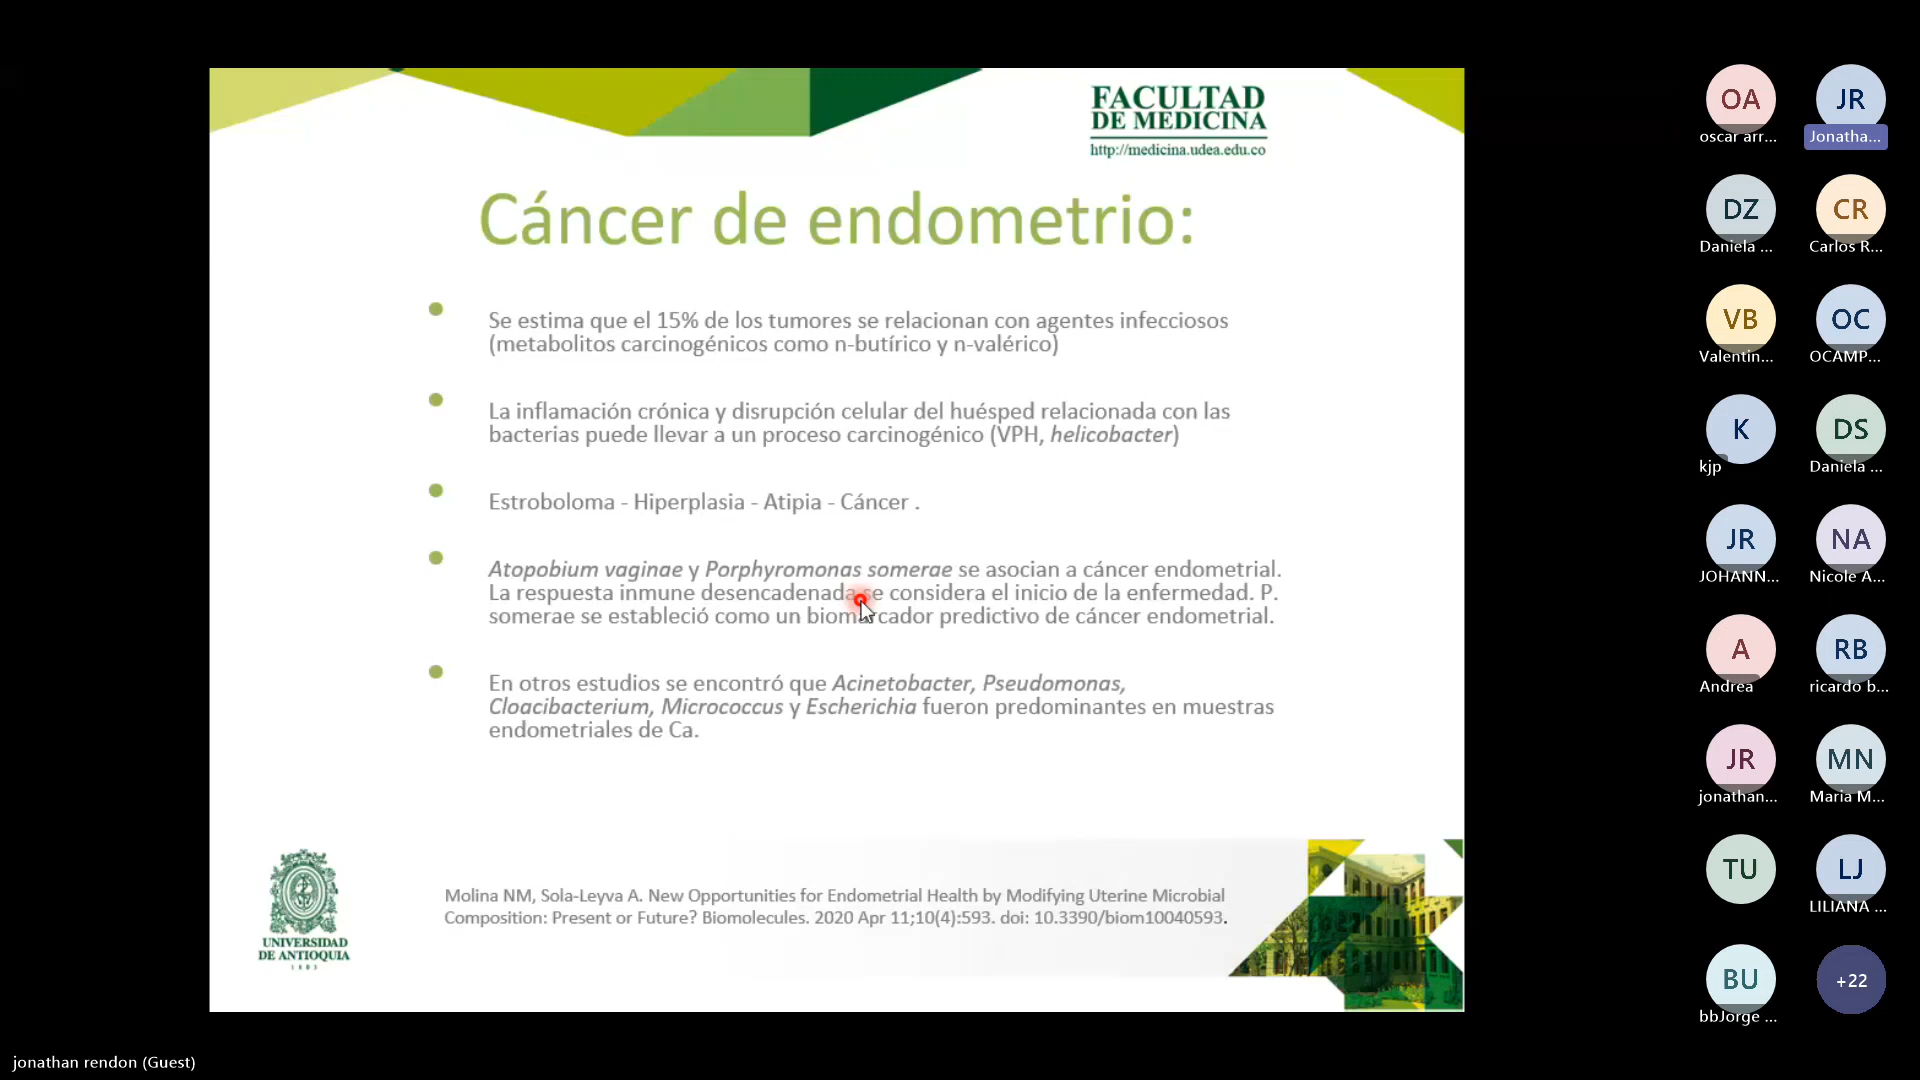 FACULTAD
DE MEDICINA
http://medicina.udea.edu.co
Cáncer de endometrio:
Se estima que el 15% de los tumores se relacionan con agentes infecciosos
(metabolitos carcinogénicos como n-butírico y n-valérico)
La inflamación crónica y disrupción celular del huésped relacionada con las
bacterias puede llevar a un proceso carcinogénico (VPH, helicobacter)
Estroboloma - Hiperplasia - Atipia - Cáncer .
Atopobium vaginae y Porphyromonas somerae se asocian a cáncer endometrial.
La respuesta inmune desencadenada se considera el inicio de la enfermedad. P.
somerae se estableció como un biomarcador predictivo de cáncer endometrial.
En otros estudios se encontró que Acinetobacter, Pseudomonas,
Cloacibacterium, Micrococcus y Escherichia fueron predominantes en muestras
endometriales de Ca.
Molina NM, Sola-Leyva A. New Opportunities for Endometrial Health by Modifying Uterine Microbial
Composition: Present or Future? Biomolecules. 2020 Apr 11;10(4):593. doi: 10.3390/biom10040593.
UNIVERSIDAD
DE ANTIOQUIA
1803
OA
oscar arr...
JR
Jonatha...
DZ
Daniela ...
CR
Carlos R...
VB
Valentin...
OC
OCAMP...
K
kjp
DS
Daniela ...
JR
JOHANN...
NA
Nicole A...
A
Andrea
RB
ricardo b...
JR
jonathan...
MN
Maria M...
TU
LJ
LILIANA ...
BU
bbJorge ...
+22
jonathan rendon (Guest)